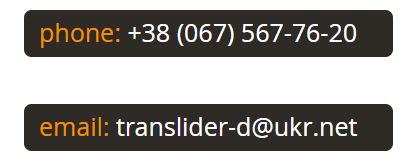 phone: +38 (067) 567-76-20
email: translider-d@ukr.net